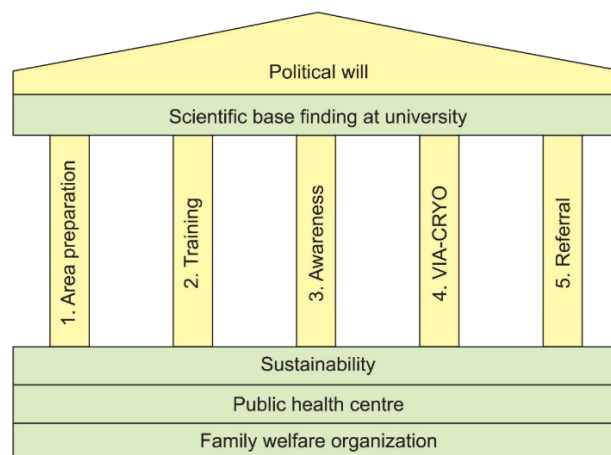 Political will
Scientific base finding at university
1. Area preparation
2. Training
3. Awareness
4. VIA-CRYO
5. Referral
Sustainability
Public health centre
Family welfare organization